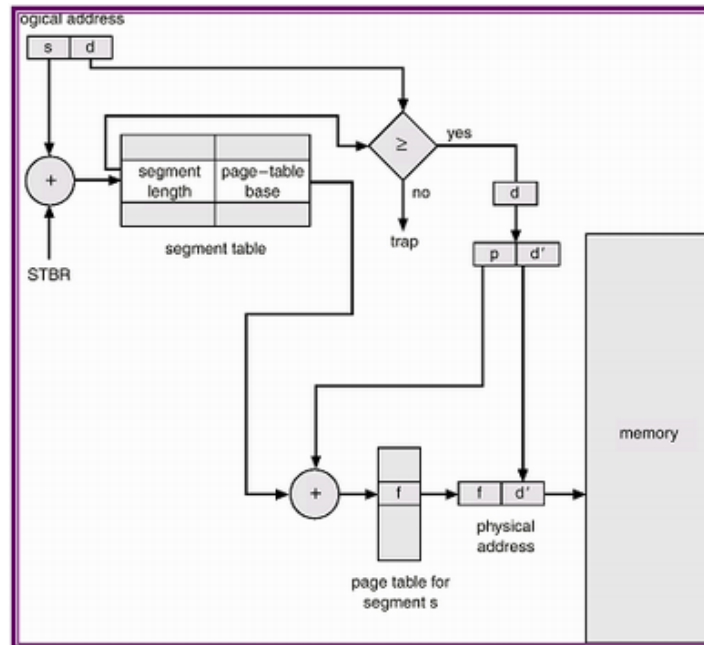 ogical address
s d
≥
yes
+
segment length
page-table base
no
d
trap
segment table
p d′
STBR
memory
+
f
f d′
physical
address
page table for
segment s